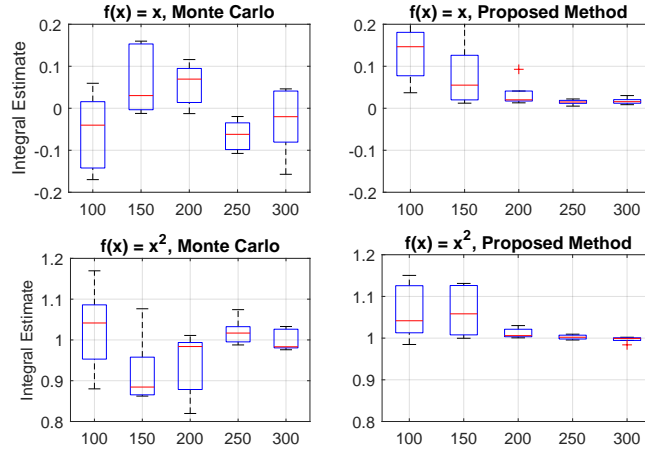 f(x) = x, Monte Carlo
Integral Estimate
0.2
0.1
0
-0.1
-0.2
100 150 200 250 300
f(x) = x, Proposed Method
0.2
0.1
0
-0.1
-0.2
100 150 200 250 300
f(x) = x², Monte Carlo
Integral Estimate
1.2
1.1
1.0
0.9
0.8
100 150 200 250 300
f(x) = x², Proposed Method
1.2
1.1
1.0
0.9
0.8
100 150 200 250 300